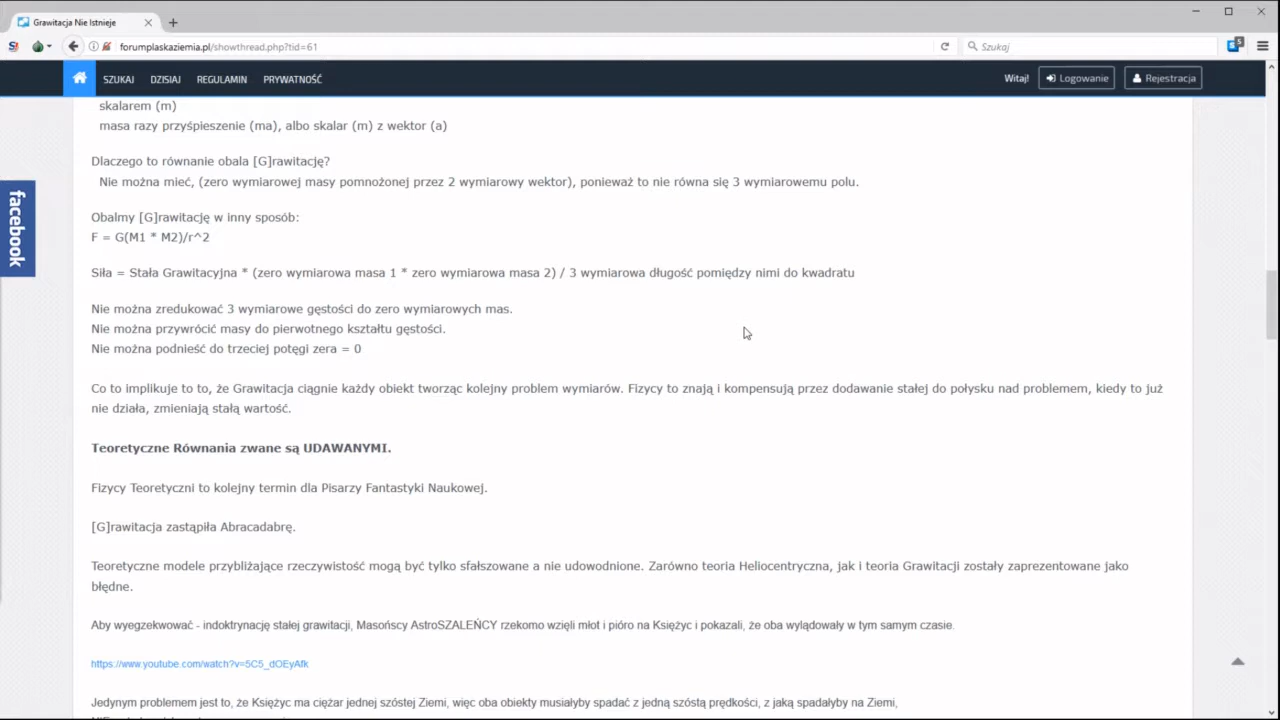 Grawitacja Nie Istnieje
forumplaskaziemia.pl/showthread.php?tid=61
Szukaj
5
SZUKAJ DZISIAJ REGULAMIN PRYWATNOŚĆ Witaj! Logowanie Rejestracja
facebook
skalarem (m)
masa razy przyśpieszenie (ma), albo skalar (m) z wektor (a)
Dlaczego to równanie obala [G]rawitację?
Nie można mieć, (zero wymiarowej masy pomnożonej przez 2 wymiarowy wektor), ponieważ to nie równa się 3 wymiarowemu polu.
Obalmy [G]rawitację w inny sposób:
F = G(M1 * M2)/r^2
Siła = Stała Grawitacyjna * (zero wymiarowa masa 1 * zero wymiarowa masa 2) / 3 wymiarowa długość pomiędzy nimi do kwadratu
Nie można zredukować 3 wymiarowe gęstości do zero wymiarowych mas.
Nie można przywrócić masy do pierwotnego kształtu gęstości.
Nie można podnieść do trzeciej potęgi zera = 0
Co to implikuje to to, że Grawitacja ciągnie każdy obiekt tworząc kolejny problem wymiarów. Fizycy to znają i kompensują przez dodawanie stałej do połysku nad problemem, kiedy to już
nie działa, zmieniają stałą wartość.
Teoretyczne Równania zwane są UDAWANYMI.
Fizycy Teoretyczni to kolejny termin dla Pisarzy Fantastyki Naukowej.
[G]rawitacja zastąpiła Abracadabrę.
Teoretyczne modele przybliżające rzeczywistość mogą być tylko sfałszowane a nie udowodnione. Zarówno teoria Heliocentryczna, jak i teoria Grawitacji zostały zaprezentowane jako
błędne.
Aby wyegzekwować - indoktrynację stałej grawitacji, Masońscy AstroSZALEŃCY rzekomo wzięli młot i pióro na Księżyc i pokazali, że oba wylądowały w tym samym czasie.
https://www.youtube.com/watch?v=5C5_dOEyAfk
Jedynym problemem jest to, że Księżyc ma ciężar jednej szóstej Ziemi, więc oba obiekty musiałyby spadać z jedną szóstą prędkości, z jaką spadałyby na Ziemi,